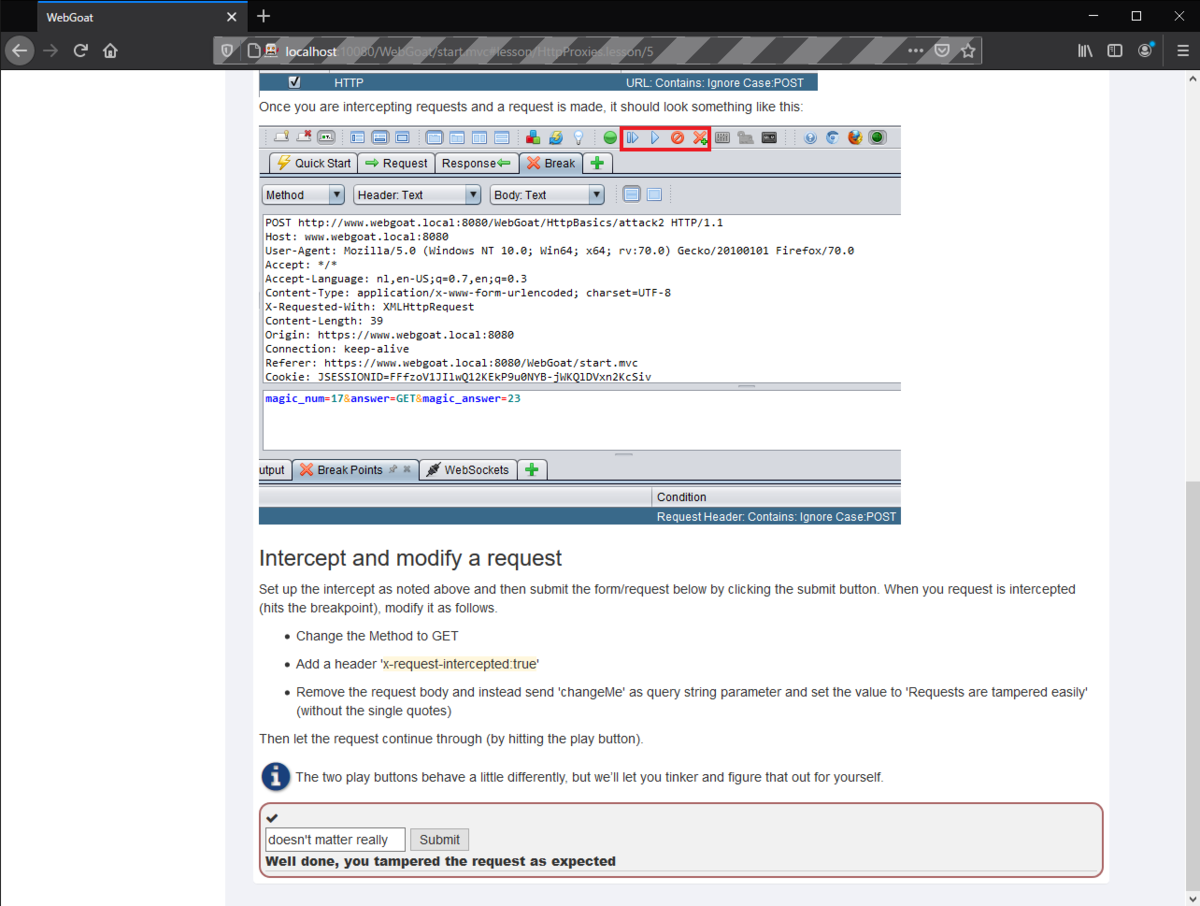 WebGoat
localhost:10080/WebGoat/start.mvc#lesson/HttpProxies.lesson/5
HTTP URL: Contains: Ignore Case:POST
Once you are intercepting requests and a request is made, it should look something like this:
Quick Start Request Response Break
Method Header: Text Body: Text
POST http://www.webgoat.local:8080/WebGoat/HttpBasics/attack2 HTTP/1.1
Host: www.webgoat.local:8080
User-Agent: Mozilla/5.0 (Windows NT 10.0; Win64; x64; rv:70.0) Gecko/20100101 Firefox/70.0
Accept: */*
Accept-Language: nl,en-US;q=0.7,en;q=0.3
Content-Type: application/x-www-form-urlencoded; charset=UTF-8
X-Requested-With: XMLHttpRequest
Content-Length: 39
Origin: https://www.webgoat.local:8080
Connection: keep-alive
Referer: https://www.webgoat.local:8080/WebGoat/start.mvc
Cookie: JSESSIONID=FFfzoV1JIlwQ12KEkP9u0NYB-jWKQlDVxn2KcSiv
magic_num=17&answer=GET&magic_answer=23
utput Break Points WebSockets
Condition
Request Header: Contains: Ignore Case:POST
Intercept and modify a request
Set up the intercept as noted above and then submit the form/request below by clicking the submit button. When you request is intercepted
(hits the breakpoint), modify it as follows.
• Change the Method to GET
• Add a header 'x-request-intercepted:true'
• Remove the request body and instead send 'changeMe' as query string parameter and set the value to 'Requests are tampered easily'
(without the single quotes)
Then let the request continue through (by hitting the play button).
The two play buttons behave a little differently, but we'll let you tinker and figure that out for yourself.
doesn't matter really Submit
Well done, you tampered the request as expected